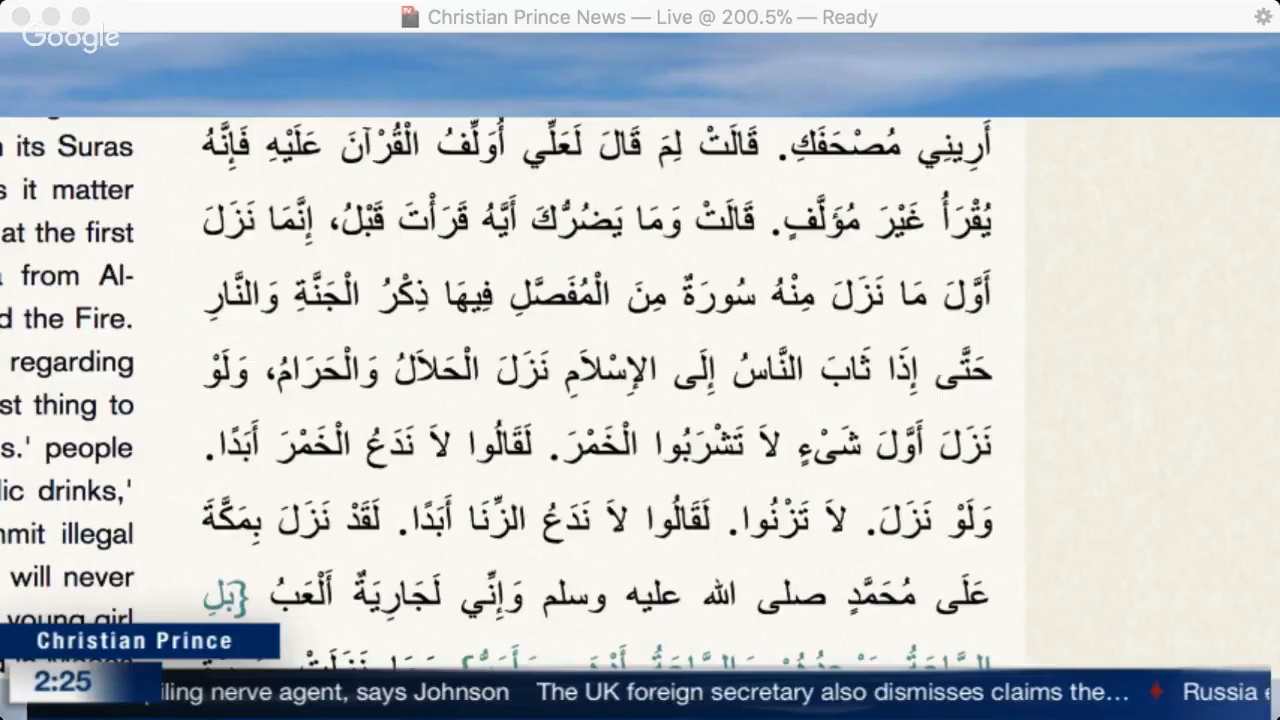 Christian Prince News — Live @ 200.5% — Ready
Google
its Suras
it matter
at the first
from Al-
the Fire.
regarding
thing to
people
drinks,'
illegal
will never
young girl
أَرِينِي مُصْحَفَكِ. قَالَتْ لِمَ قَالَ لَعَلِّي أُوَلِّفُ الْقُرْآنَ عَلَيْهِ فَإِنَّهُ
يُقْرَأُ غَيْرَ مُؤَلَّفٍ. قَالَتْ وَمَا يَضُرُّكَ أَيَّهُ قَرَأْتَ قَبْلُ، إِنَّمَا نَزَلَ
أَوَّلَ مَا نَزَلَ مِنْهُ سُورَةٌ مِنَ الْمُفَصَّلِ فِيهَا ذِكْرُ الْجَنَّةِ وَالنَّارِ
حَتَّى إِذَا ثَابَ النَّاسُ إِلَى الإِسْلاَمِ نَزَلَ الْحَلاَلُ وَالْحَرَامُ، وَلَوْ
نَزَلَ أَوَّلَ شَىْءٍ لاَ تَشْرَبُوا الْخَمْرَ. لَقَالُوا لاَ نَدَعُ الْخَمْرَ أَبَدًا.
وَلَوْ نَزَلَ. لاَ تَزْنُوا. لَقَالُوا لاَ نَدَعُ الزِّنَا أَبَدًا. لَقَدْ نَزَلَ بِمَكَّةَ
عَلَى مُحَمَّدٍ صلى الله عليه وسلم وَإِنِّي لَجَارِيَةٌ أَلْعَبُ {بَلِ
Christian Prince
2:25
nerve agent, says Johnson The UK foreign secretary also dismisses claims the... Russia